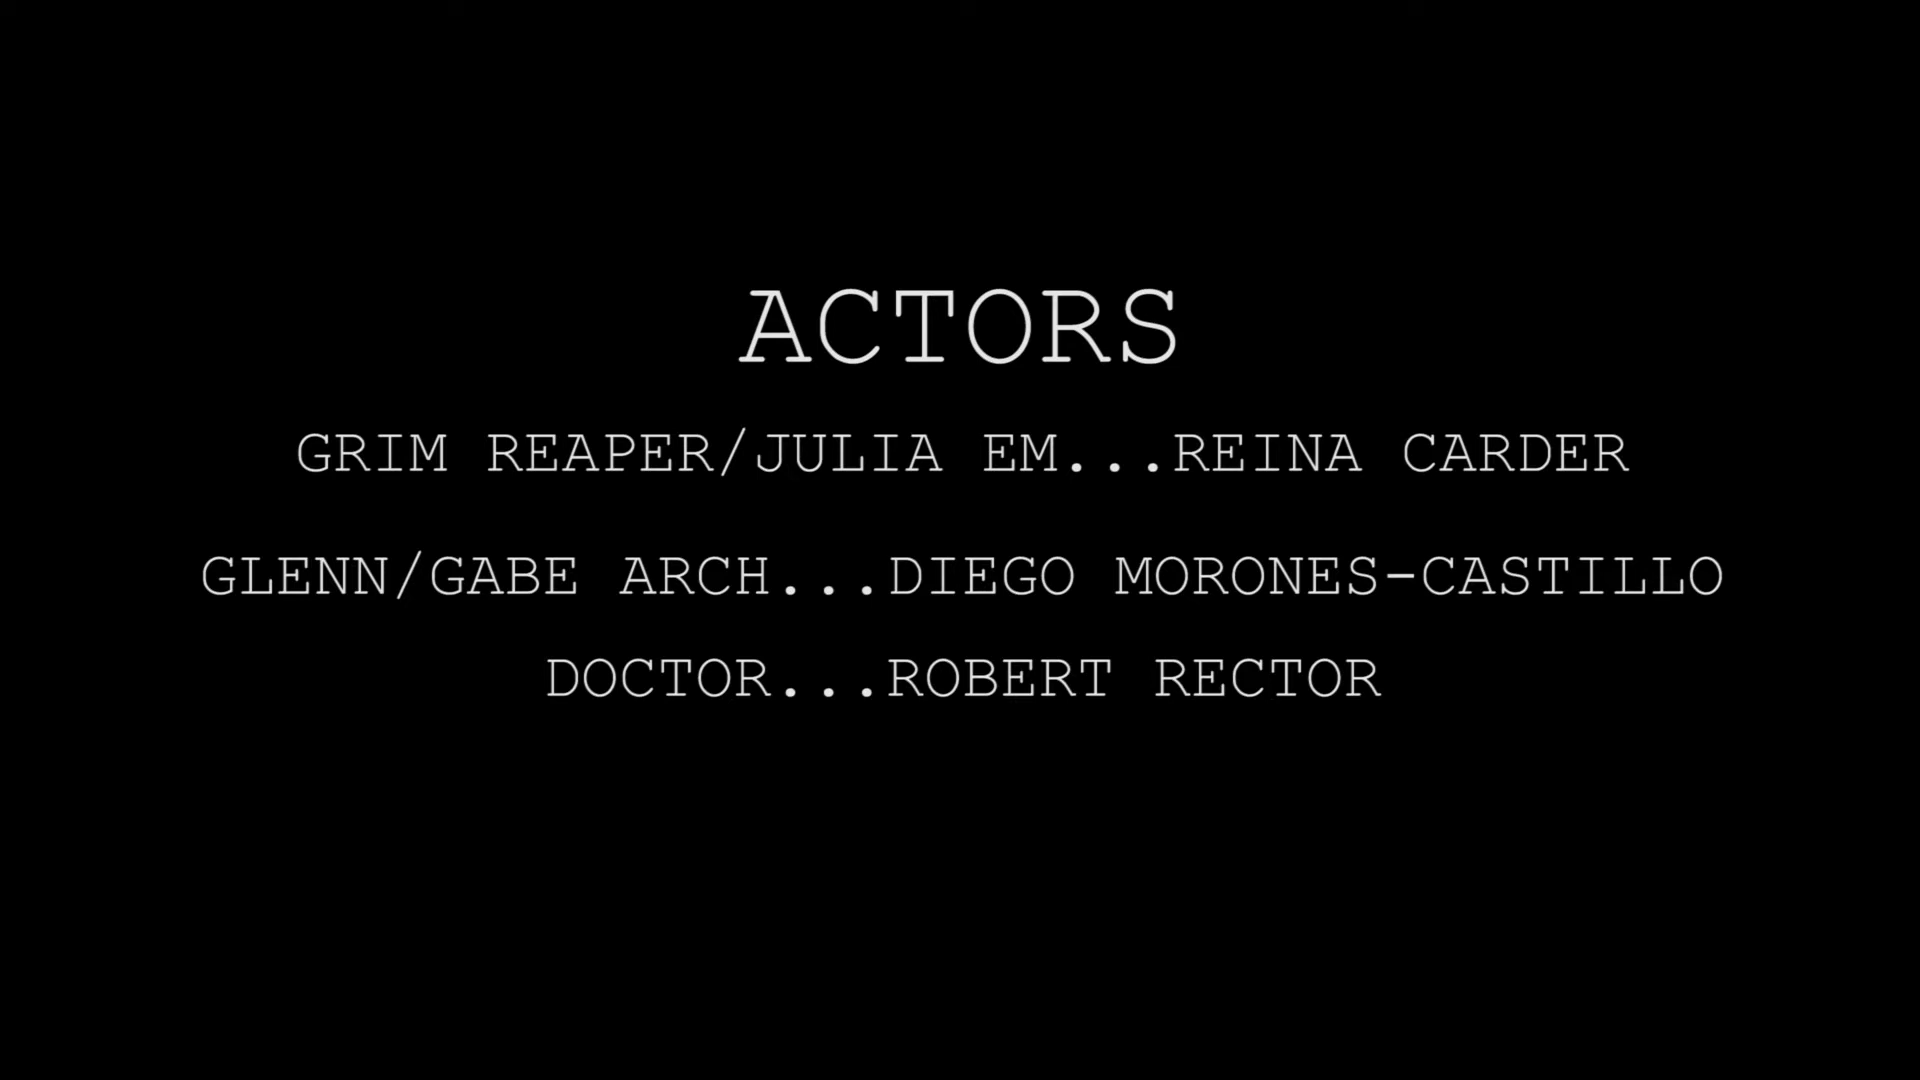 ACTORS
GRIM REAPER/JULIA EM...REINA CARDER
GLENN/GABE ARCH...DIEGO MORONES-CASTILLO
DOCTOR...ROBERT RECTOR